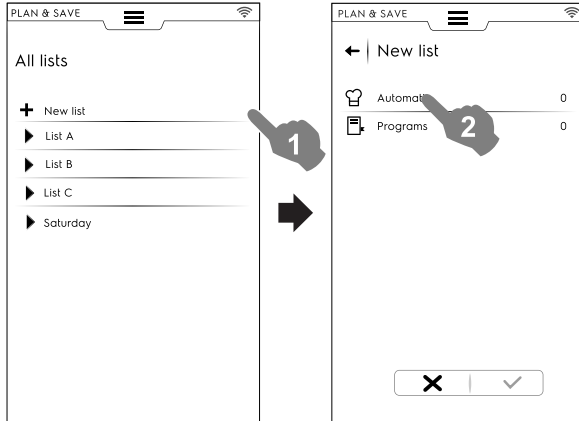 PLAN & SAVE
All lists
New list
List A
List B
List C
Saturday
1
PLAN & SAVE
New list
Automat 0
Programs 0
2